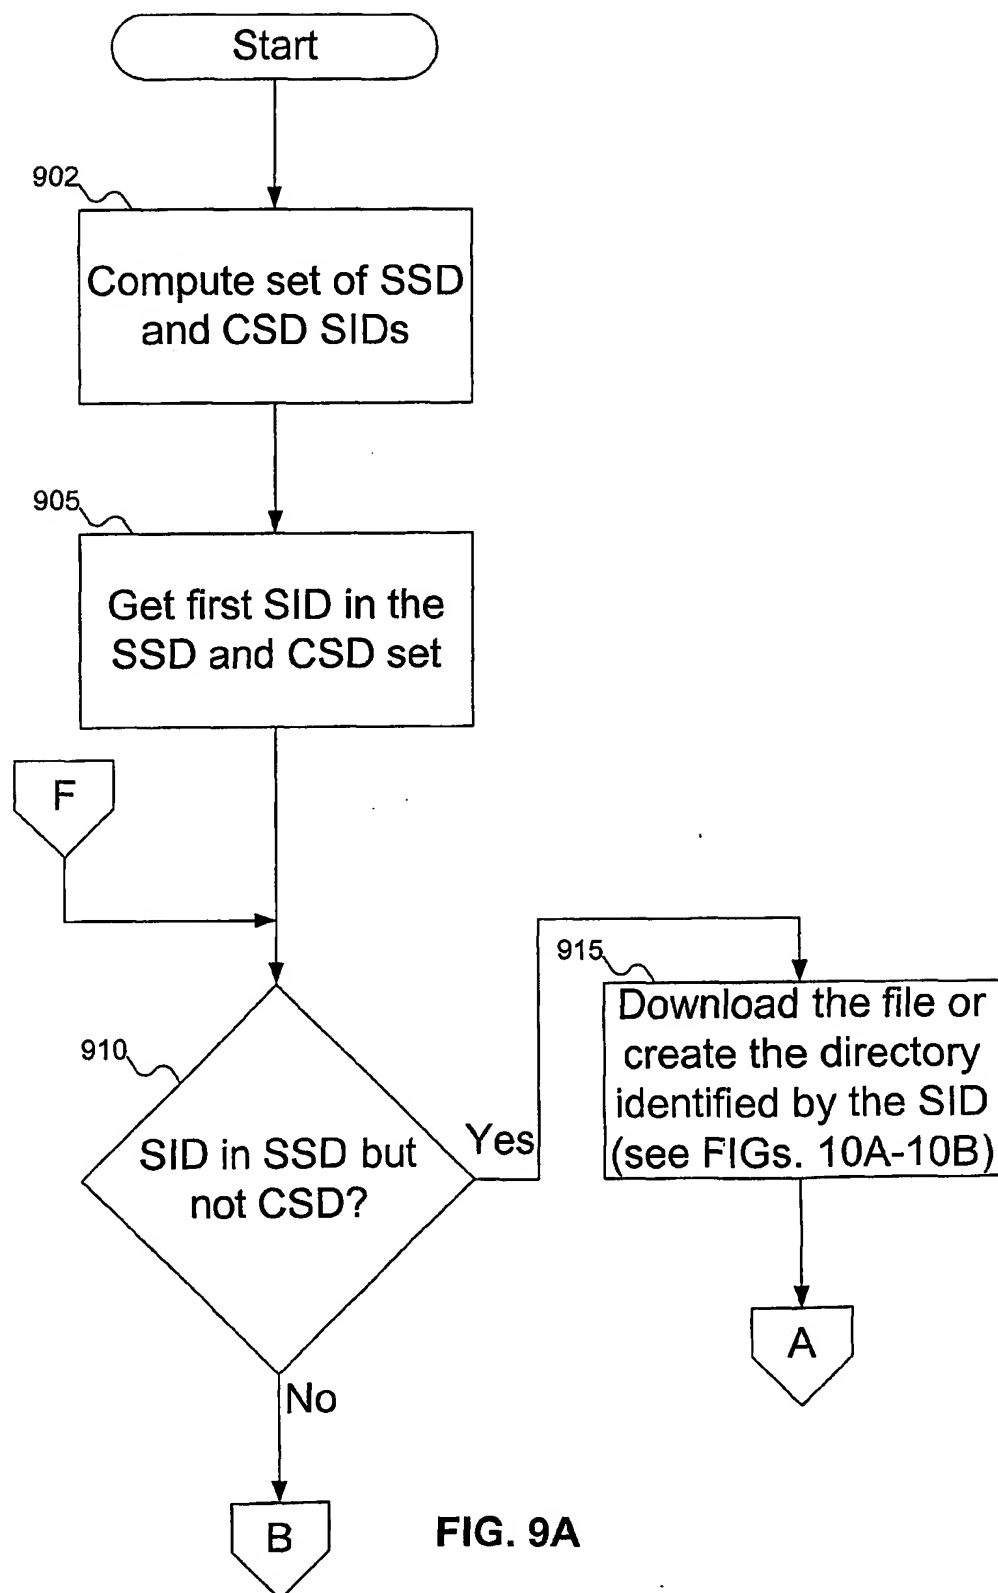 Start
902
Compute set of SSD
and CSD SIDs
905
Get first SID in the
SSD and CSD set
F
915
Download the file or
create the directory
identified by the SID
(see FIGs. 10A-10B)
910
SID in SSD but
not CSD?
Yes
A
No
B
FIG. 9A